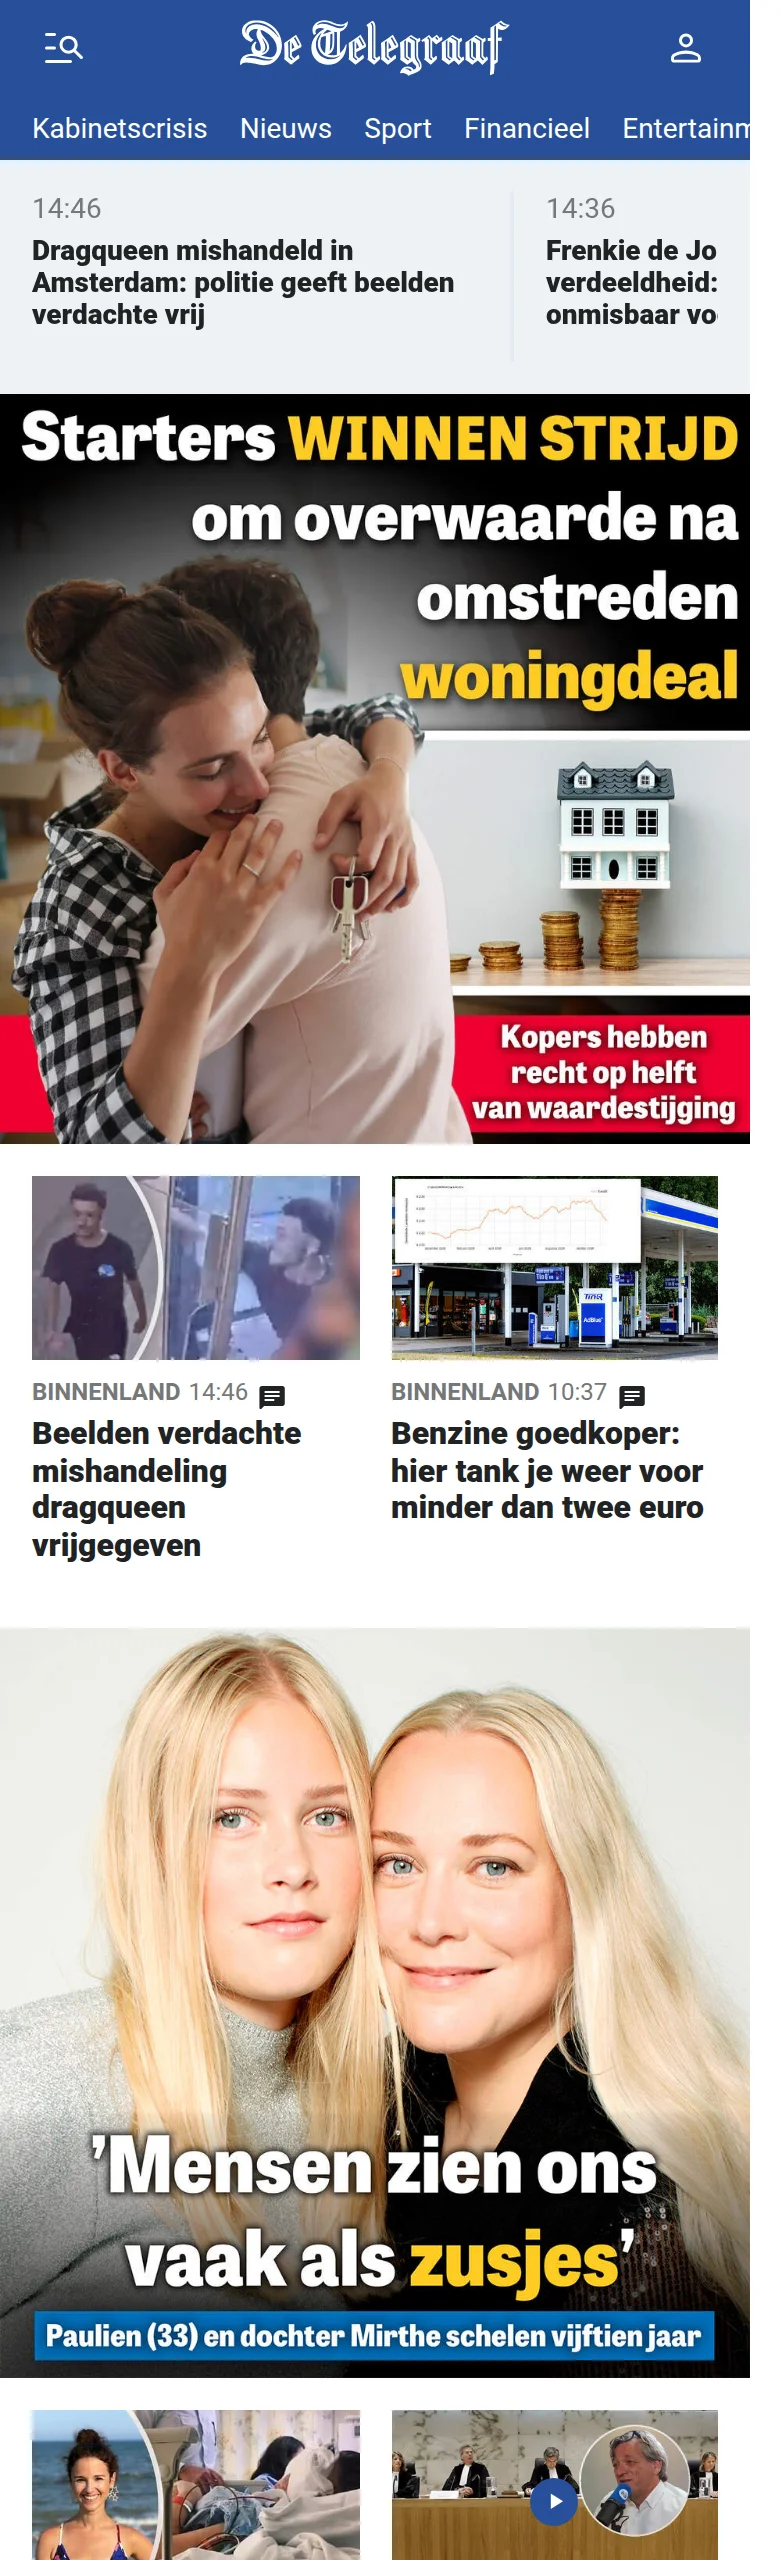 De Telegraaf
Kabinetscrisis Nieuws Sport Financieel Entertainm
14:46
Dragqueen mishandeld in
Amsterdam: politie geeft beelden
verdachte vrij
14:36
Frenkie de Jo
verdeeldheid:
onmisbaar vo
Starters WINNEN STRIJD
om overwaarde na
omstreden
woningdeal
Kopers hebben
recht op helft
van waardestijging
TinQ
TinQ
AdBlue
BINNENLAND 14:46
Beelden verdachte
mishandeling
dragqueen
vrijgegeven
BINNENLAND 10:37
Benzine goedkoper:
hier tank je weer voor
minder dan twee euro
'Mensen zien ons
vaak als zusjes'
Paulien (33) en dochter Mirthe schelen vijftien jaar